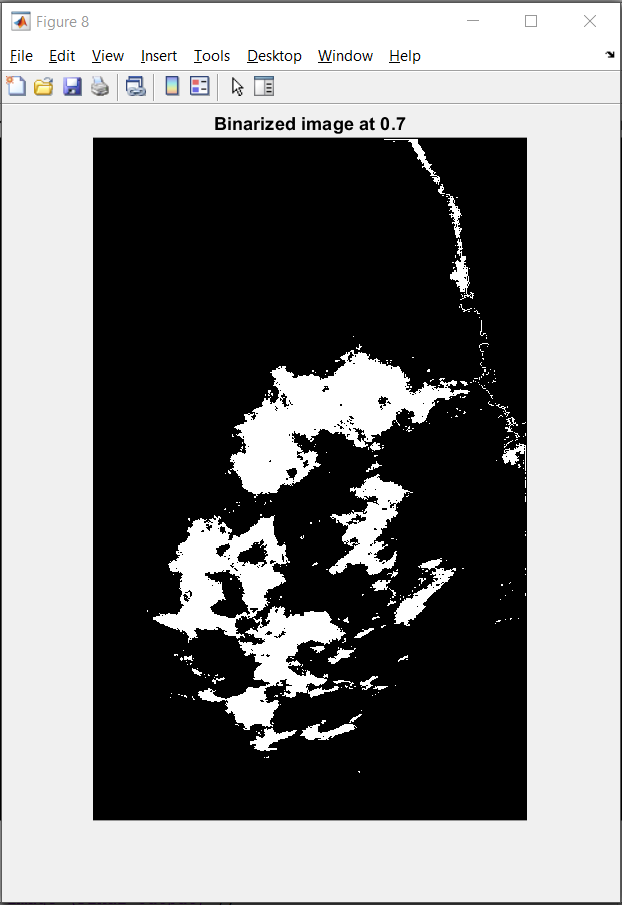 Figure 8
File Edit View Insert Tools Desktop Window Help
Binarized image at 0.7